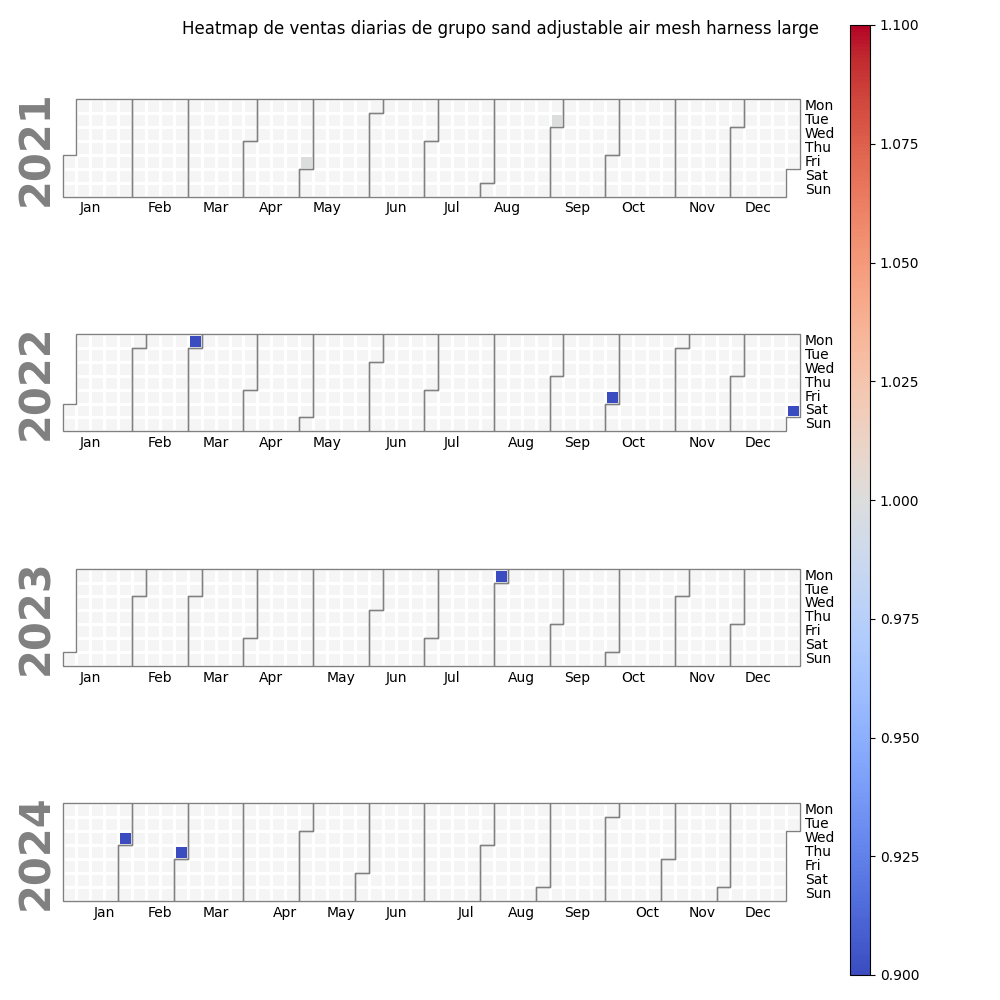 Heatmap de ventas diarias de grupo sand adjustable air mesh harness large
2021
Mon
Tue
Wed
Thu
Fri
Sat
Sun
Jan Feb Mar Apr May Jun Jul Aug Sep Oct Nov Dec
2022
Mon
Tue
Wed
Thu
Fri
Sat
Sun
Jan Feb Mar Apr May Jun Jul Aug Sep Oct Nov Dec
2023
Mon
Tue
Wed
Thu
Fri
Sat
Sun
Jan Feb Mar Apr May Jun Jul Aug Sep Oct Nov Dec
2024
Mon
Tue
Wed
Thu
Fri
Sat
Sun
Jan Feb Mar Apr May Jun Jul Aug Sep Oct Nov Dec
1.100
1.075
1.050
1.025
1.000
0.975
0.950
0.925
0.900